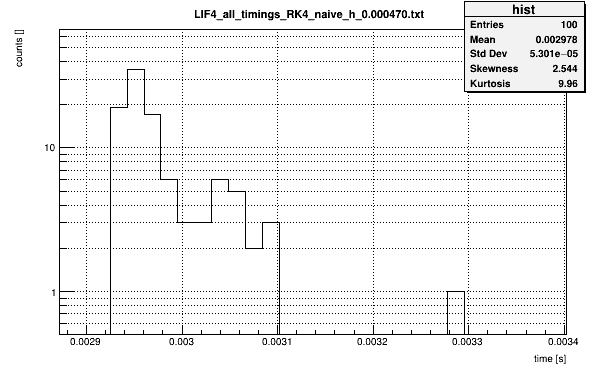 LIF4_all_timings_RK4_naive_h_0.000470.txt
hist
Entries 100
Mean 0.002978
Std Dev 5.301e−05
Skewness 2.544
Kurtosis 9.96
counts []
10
1
0.0029 0.003 0.0031 0.0032 0.0033 0.0034
time [s]